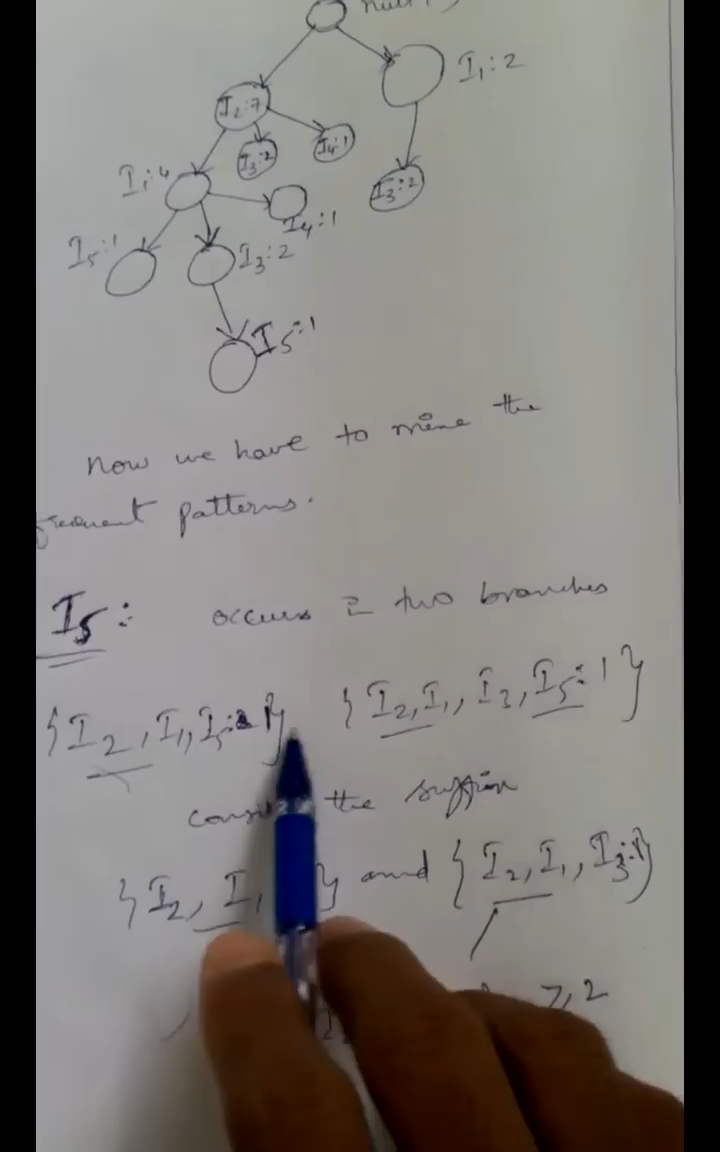 null
I2:7
I1:2
I3:2
I4:1
I1:4
I3:2
I4:1
I5:1
I3:2
I5:1
Now we have to mine the
frequent patterns.
I5: occurs 2 two branches
{I2, I1, I5:1} {I2, I1, I3, I5:1}
the suffix
{I2, I1 } and {I2, I1, I3:1}
≥ 2